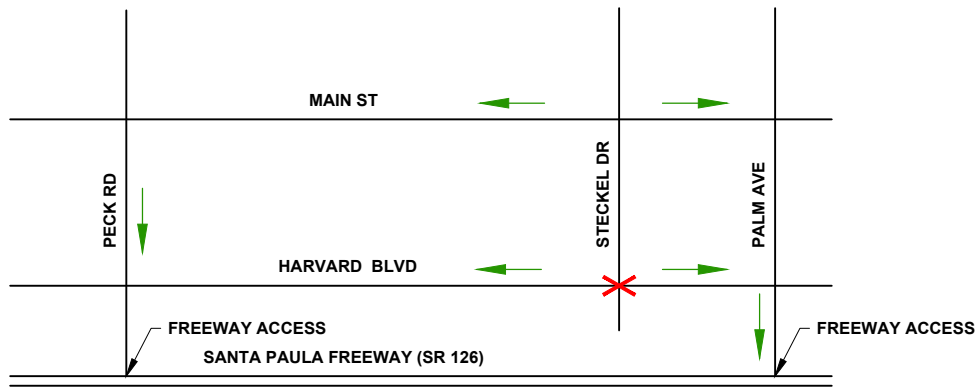 MAIN ST
PECK RD
STECKEL DR
PALM AVE
HARVARD BLVD
FREEWAY ACCESS
FREEWAY ACCESS
SANTA PAULA FREEWAY (SR 126)